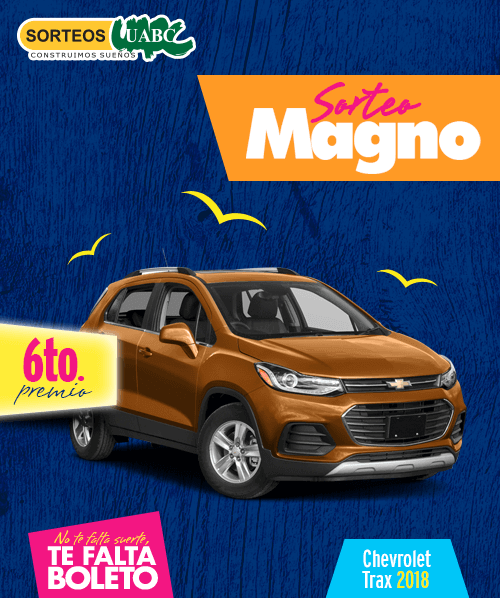 SORTEOS UABC
CONSTRUIMOS SUEÑOS
Sorteo
Magno
6to.
premio
No te falta suerte,
TE FALTA
BOLETO
Chevrolet
Trax 2018